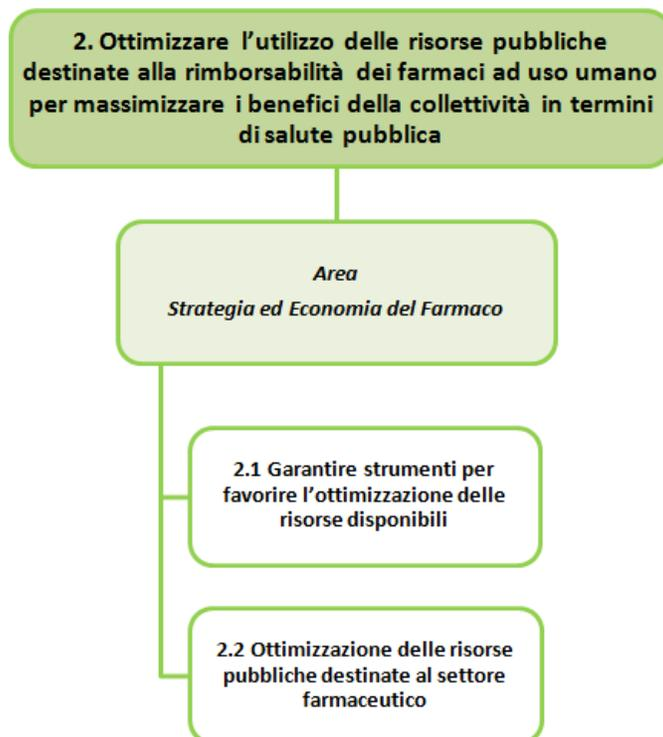 2. Ottimizzare l’utilizzo delle risorse pubbliche
destinate alla rimborsabilità dei farmaci ad uso umano
per massimizzare i benefici della collettività in termini
di salute pubblica
Area
Strategia ed Economia del Farmaco
2.1 Garantire strumenti per
favorire l’ottimizzazione delle
risorse disponibili
2.2 Ottimizzazione delle risorse
pubbliche destinate al settore
farmaceutico